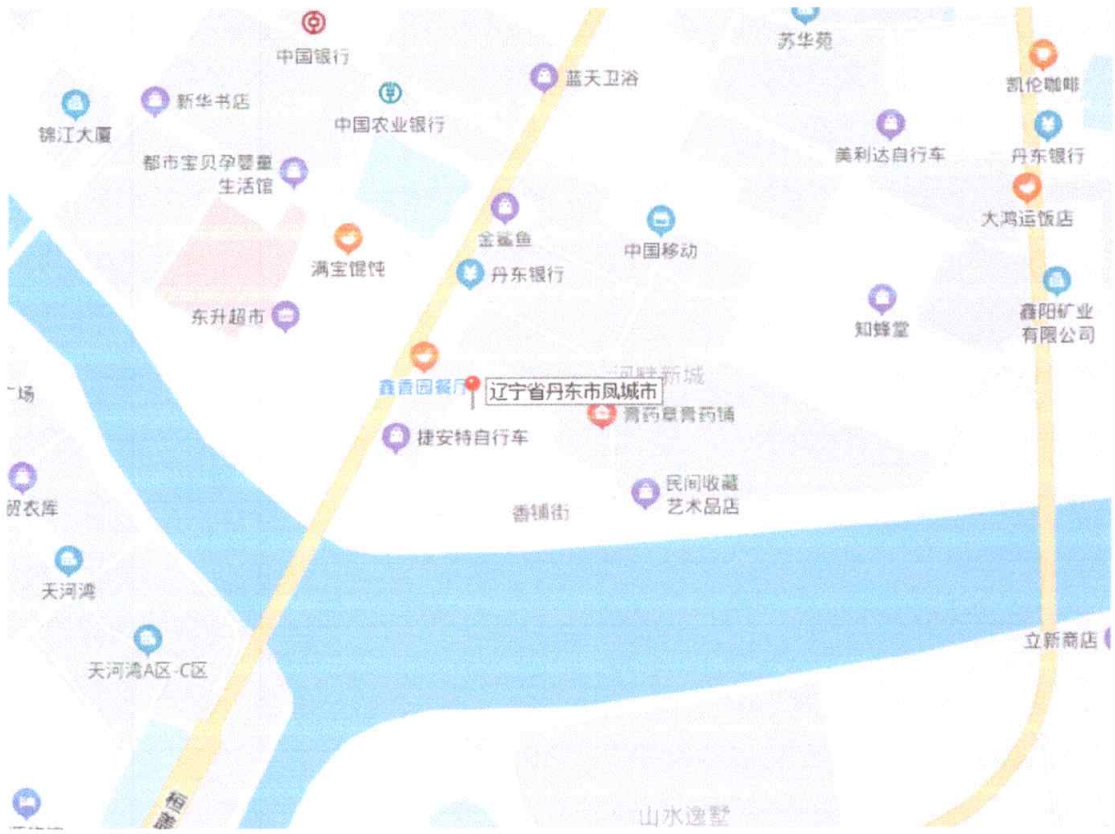 苏华苑
中国银行
蓝天卫浴
凯伦咖啡
新华书店
锦江大厦
中国农业银行
美利达自行车
丹东银行
都市宝贝孕婴童
生活馆
大鸿运饭店
金鲨鱼
中国移动
满宝馄饨
丹东银行
东升超市
知蜂堂
鑫阳矿业
有限公司
河畔新城
鑫香园餐厅
辽宁省丹东市凤城市
广场
膏药章膏药铺
捷安特自行车
民间收藏
艺术品店
贸衣库
香铺街
天河湾
立新商店
天河湾A区-C区
桓
山水逸墅